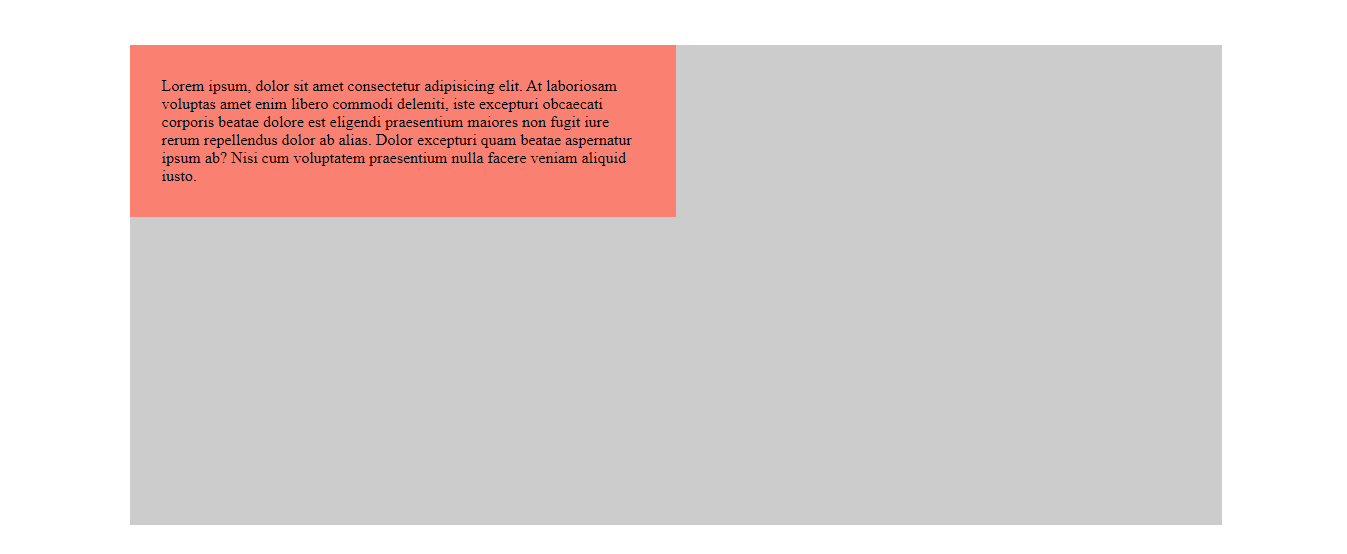 Lorem ipsum, dolor sit amet consectetur adipisicing elit. At laboriosam
voluptas amet enim libero commodi deleniti, iste excepturi obcaecati
corporis beatae dolore est eligendi praesentium maiores non fugit iure
rerum repellendus dolor ab alias. Dolor excepturi quam beatae aspernatur
ipsum ab? Nisi cum voluptatem praesentium nulla facere veniam aliquid
iusto.